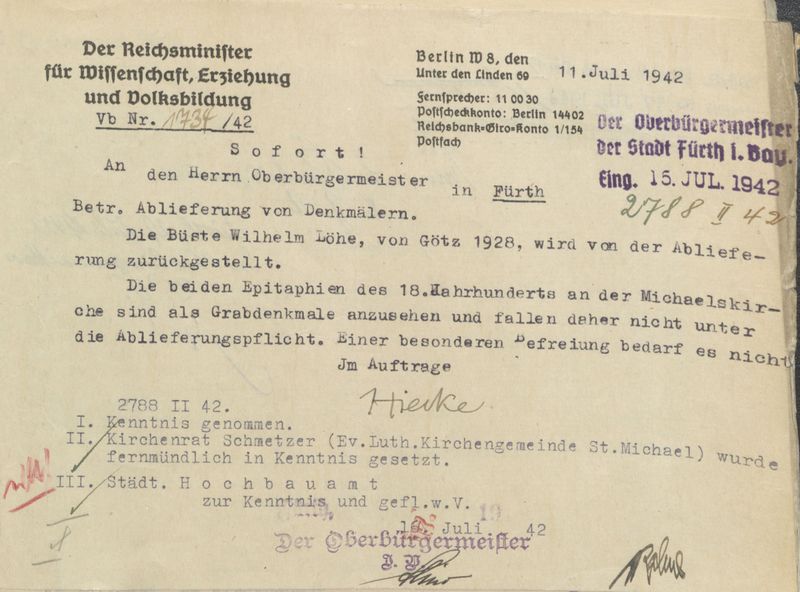 Der Reichsminister
für Wissenschaft, Erziehung
und Volksbildung
Vb Nr. 1734/42
Berlin W 8, den 11. Juli 1942
Unter den Linden 69
Fernsprecher: 11 00 30
Postscheckkonto: Berlin 14402
Reichsbank-Giro-Konto 1/154
Postfach
Der Oberbürgermeister
der Stadt Fürth i. Bay.
Eing. 15. JUL. 1942
2788 II 42
Sofort!
An
den Herrn Oberbürgermeister
in Fürth
Betr. Ablieferung von Denkmälern.
Die Büste Wilhelm Löhe, von Götz 1928, wird von der Abliefe-
rung zurückgestellt.
Die beiden Epitaphien des 18. Jahrhunderts an der Michaelskir-
che sind als Grabdenkmale anzusehen und fallen daher nicht unter
die Ablieferungspflicht. Einer besonderen Befreiung bedarf es nicht
Jm Auftrage
Hiecke
2788 II 42.
I. Kenntnis genommen.
II. Kirchenrat Schmetzer (Ev.Luth.Kirchengemeinde St.Michael) wurde
fernmündlich in Kenntnis gesetzt.
III. Städt. Hochbauamt
zur Kenntnis und gefl.w.V.
Juli 42
Der Oberbürgermeister